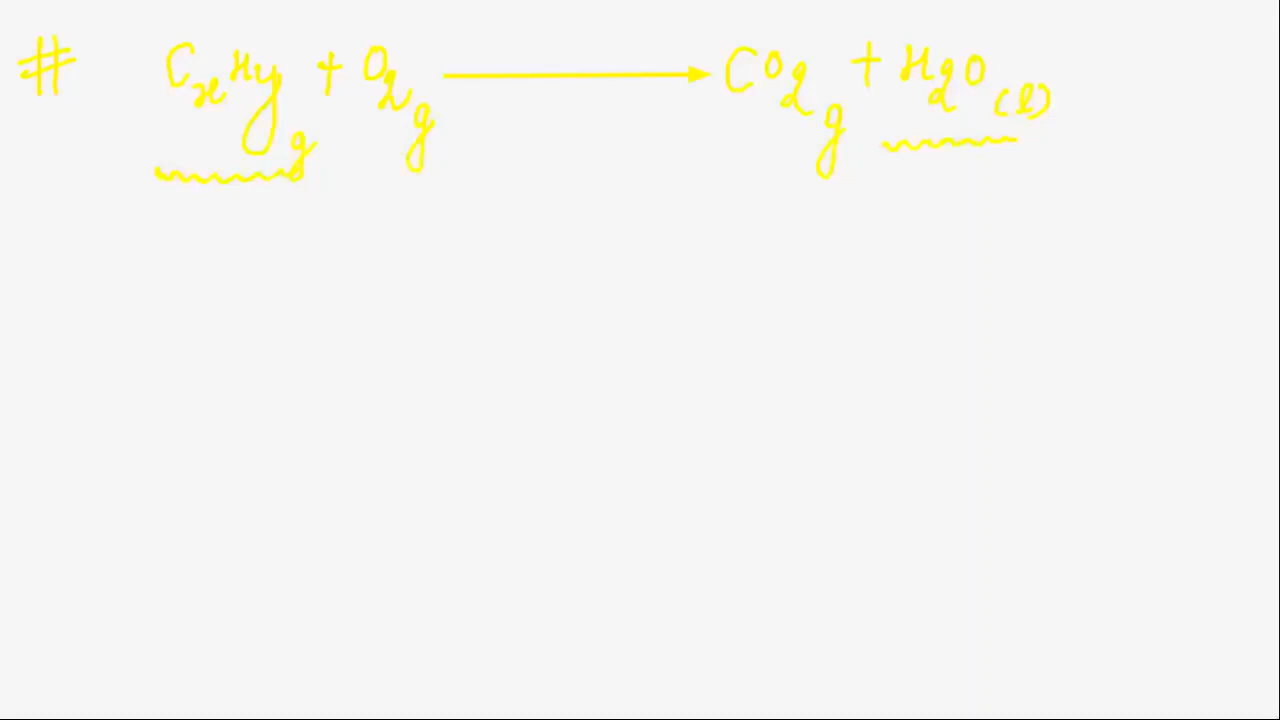 # CxHy g + O2 g ⟶ CO2 g + H2O (l)